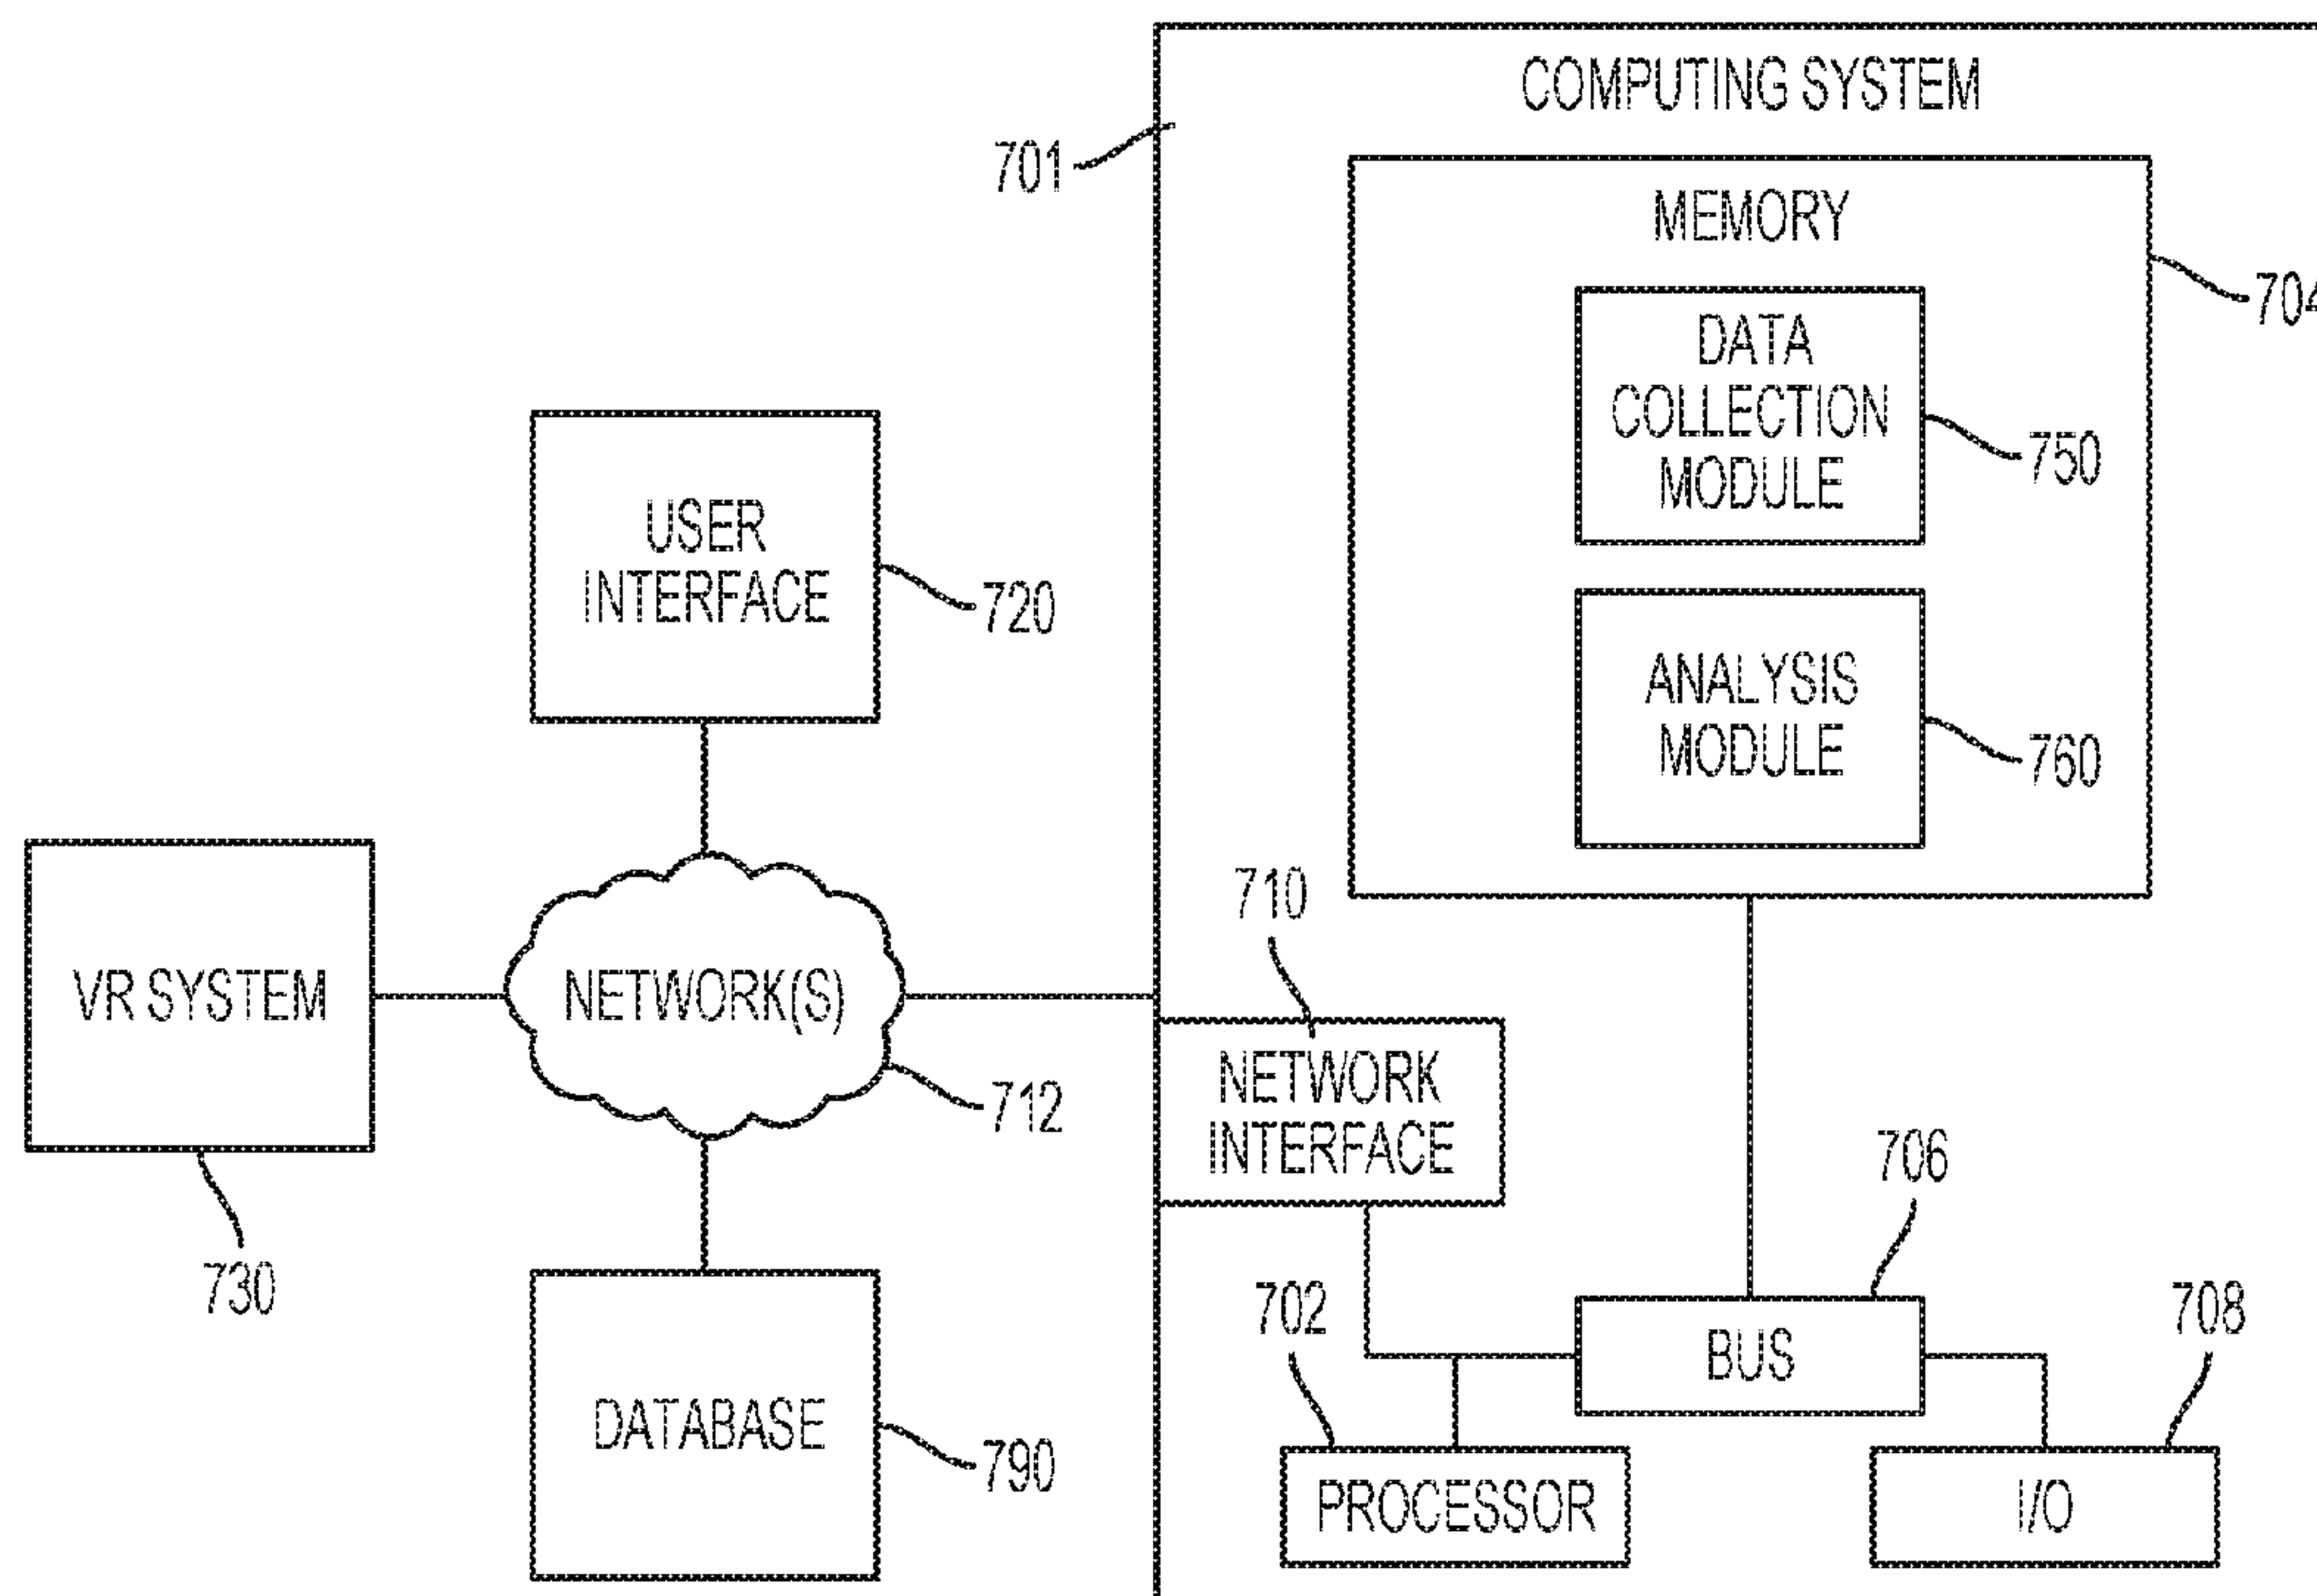 COMPUTING SYSTEM
701
MEMORY
704
DATA
COLLECTION
MODULE
750
USER
INTERFACE
720
ANALYSIS
MODULE
760
710
VR SYSTEM
NETWORK(S)
712
NETWORK
INTERFACE
706
730
702
BUS
708
DATABASE
790
PROCESSOR
I/O